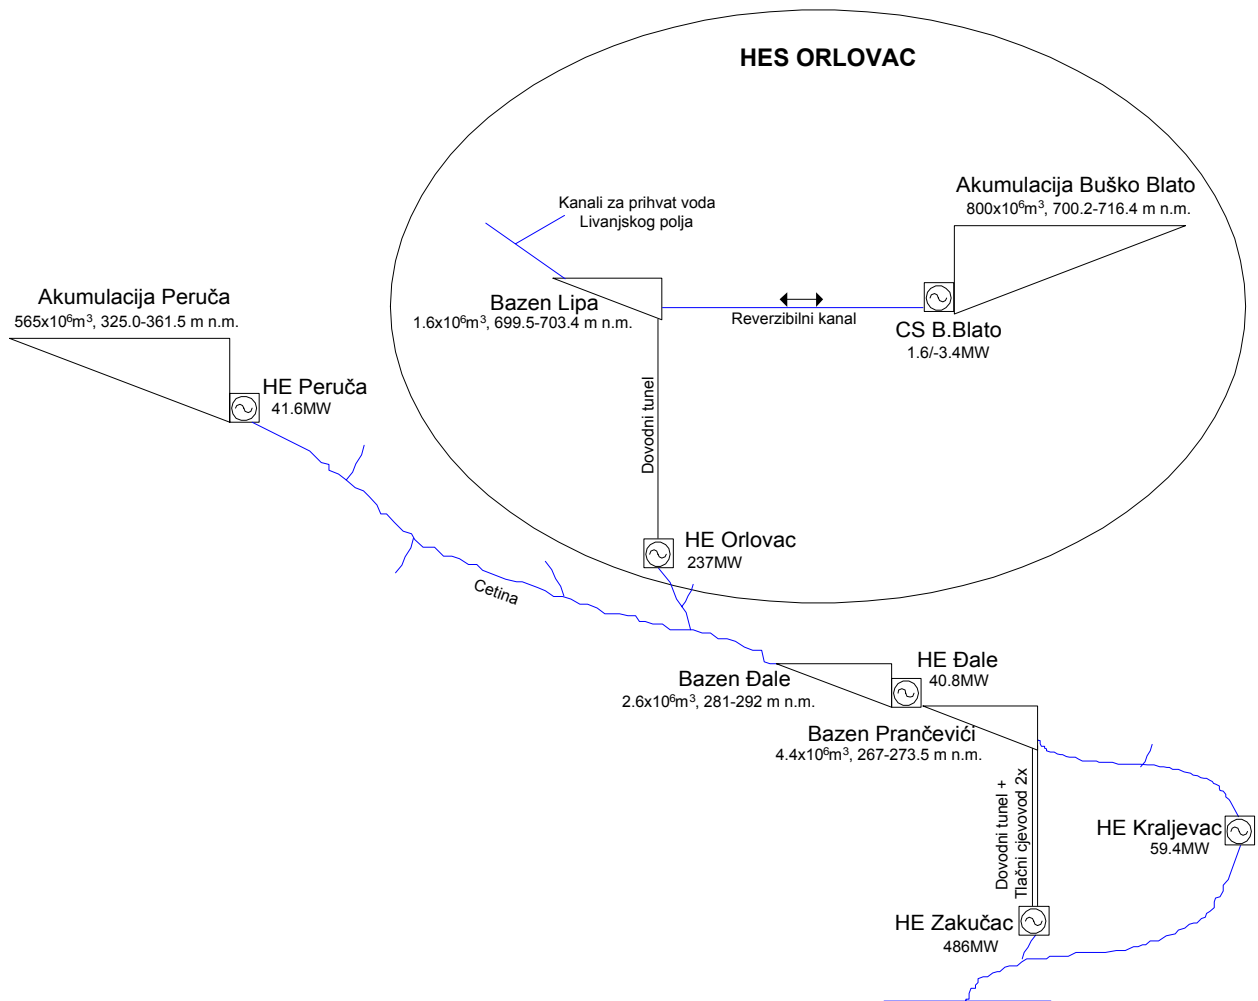 HES ORLOVAC
Akumulacija Buško Blato
800x10⁶m³, 700.2-716.4 m n.m.
Kanali za prihvat voda
Livanjskog polja
Akumulacija Peruča
565x10⁶m³, 325.0-361.5 m n.m.
Bazen Lipa
1.6x10⁶m³, 699.5-703.4 m n.m.
Reverzibilni kanal
CS B.Blato
1.6/-3.4MW
HE Peruča
41.6MW
Dovodni tunel
HE Orlovac
237MW
Cetina
HE Đale
40.8MW
Bazen Đale
2.6x10⁶m³, 281-292 m n.m.
Bazen Prančevići
4.4x10⁶m³, 267-273.5 m n.m.
Dovodni tunel +
Tlačni cjevovod 2x
HE Kraljevac
59.4MW
HE Zakučac
486MW